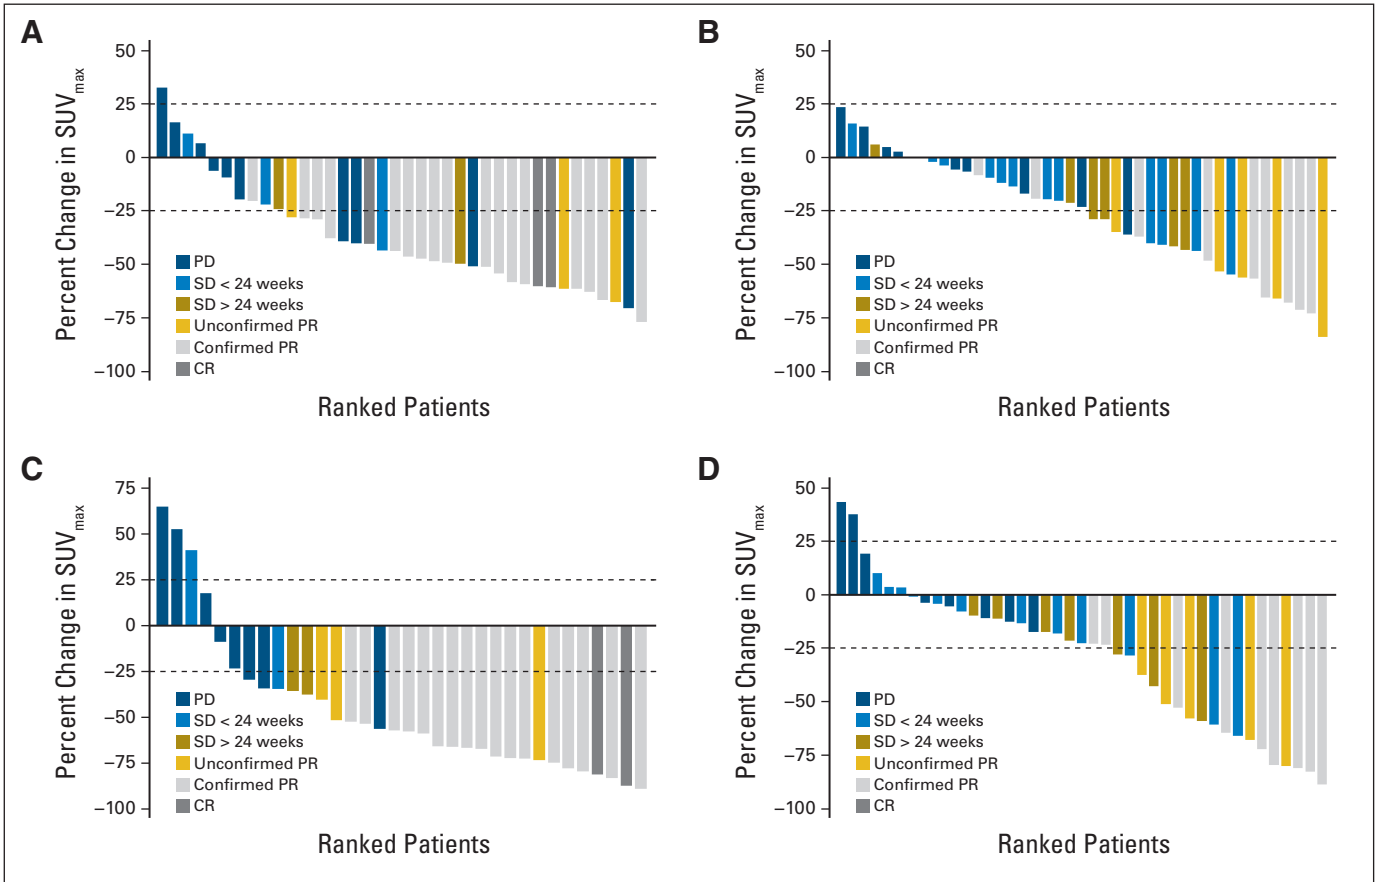 A
Percent Change in SUVmax
50
25
0
−25
−50
−75
−100
PD
SD < 24 weeks
SD > 24 weeks
Unconfirmed PR
Confirmed PR
CR
Ranked Patients
B
Percent Change in SUVmax
50
25
0
−25
−50
−75
−100
PD
SD < 24 weeks
SD > 24 weeks
Unconfirmed PR
Confirmed PR
CR
Ranked Patients
C
Percent Change in SUVmax
75
50
25
0
−25
−50
−75
−100
PD
SD < 24 weeks
SD > 24 weeks
Unconfirmed PR
Confirmed PR
CR
Ranked Patients
D
Percent Change in SUVmax
50
25
0
−25
−50
−75
−100
PD
SD < 24 weeks
SD > 24 weeks
Unconfirmed PR
Confirmed PR
CR
Ranked Patients